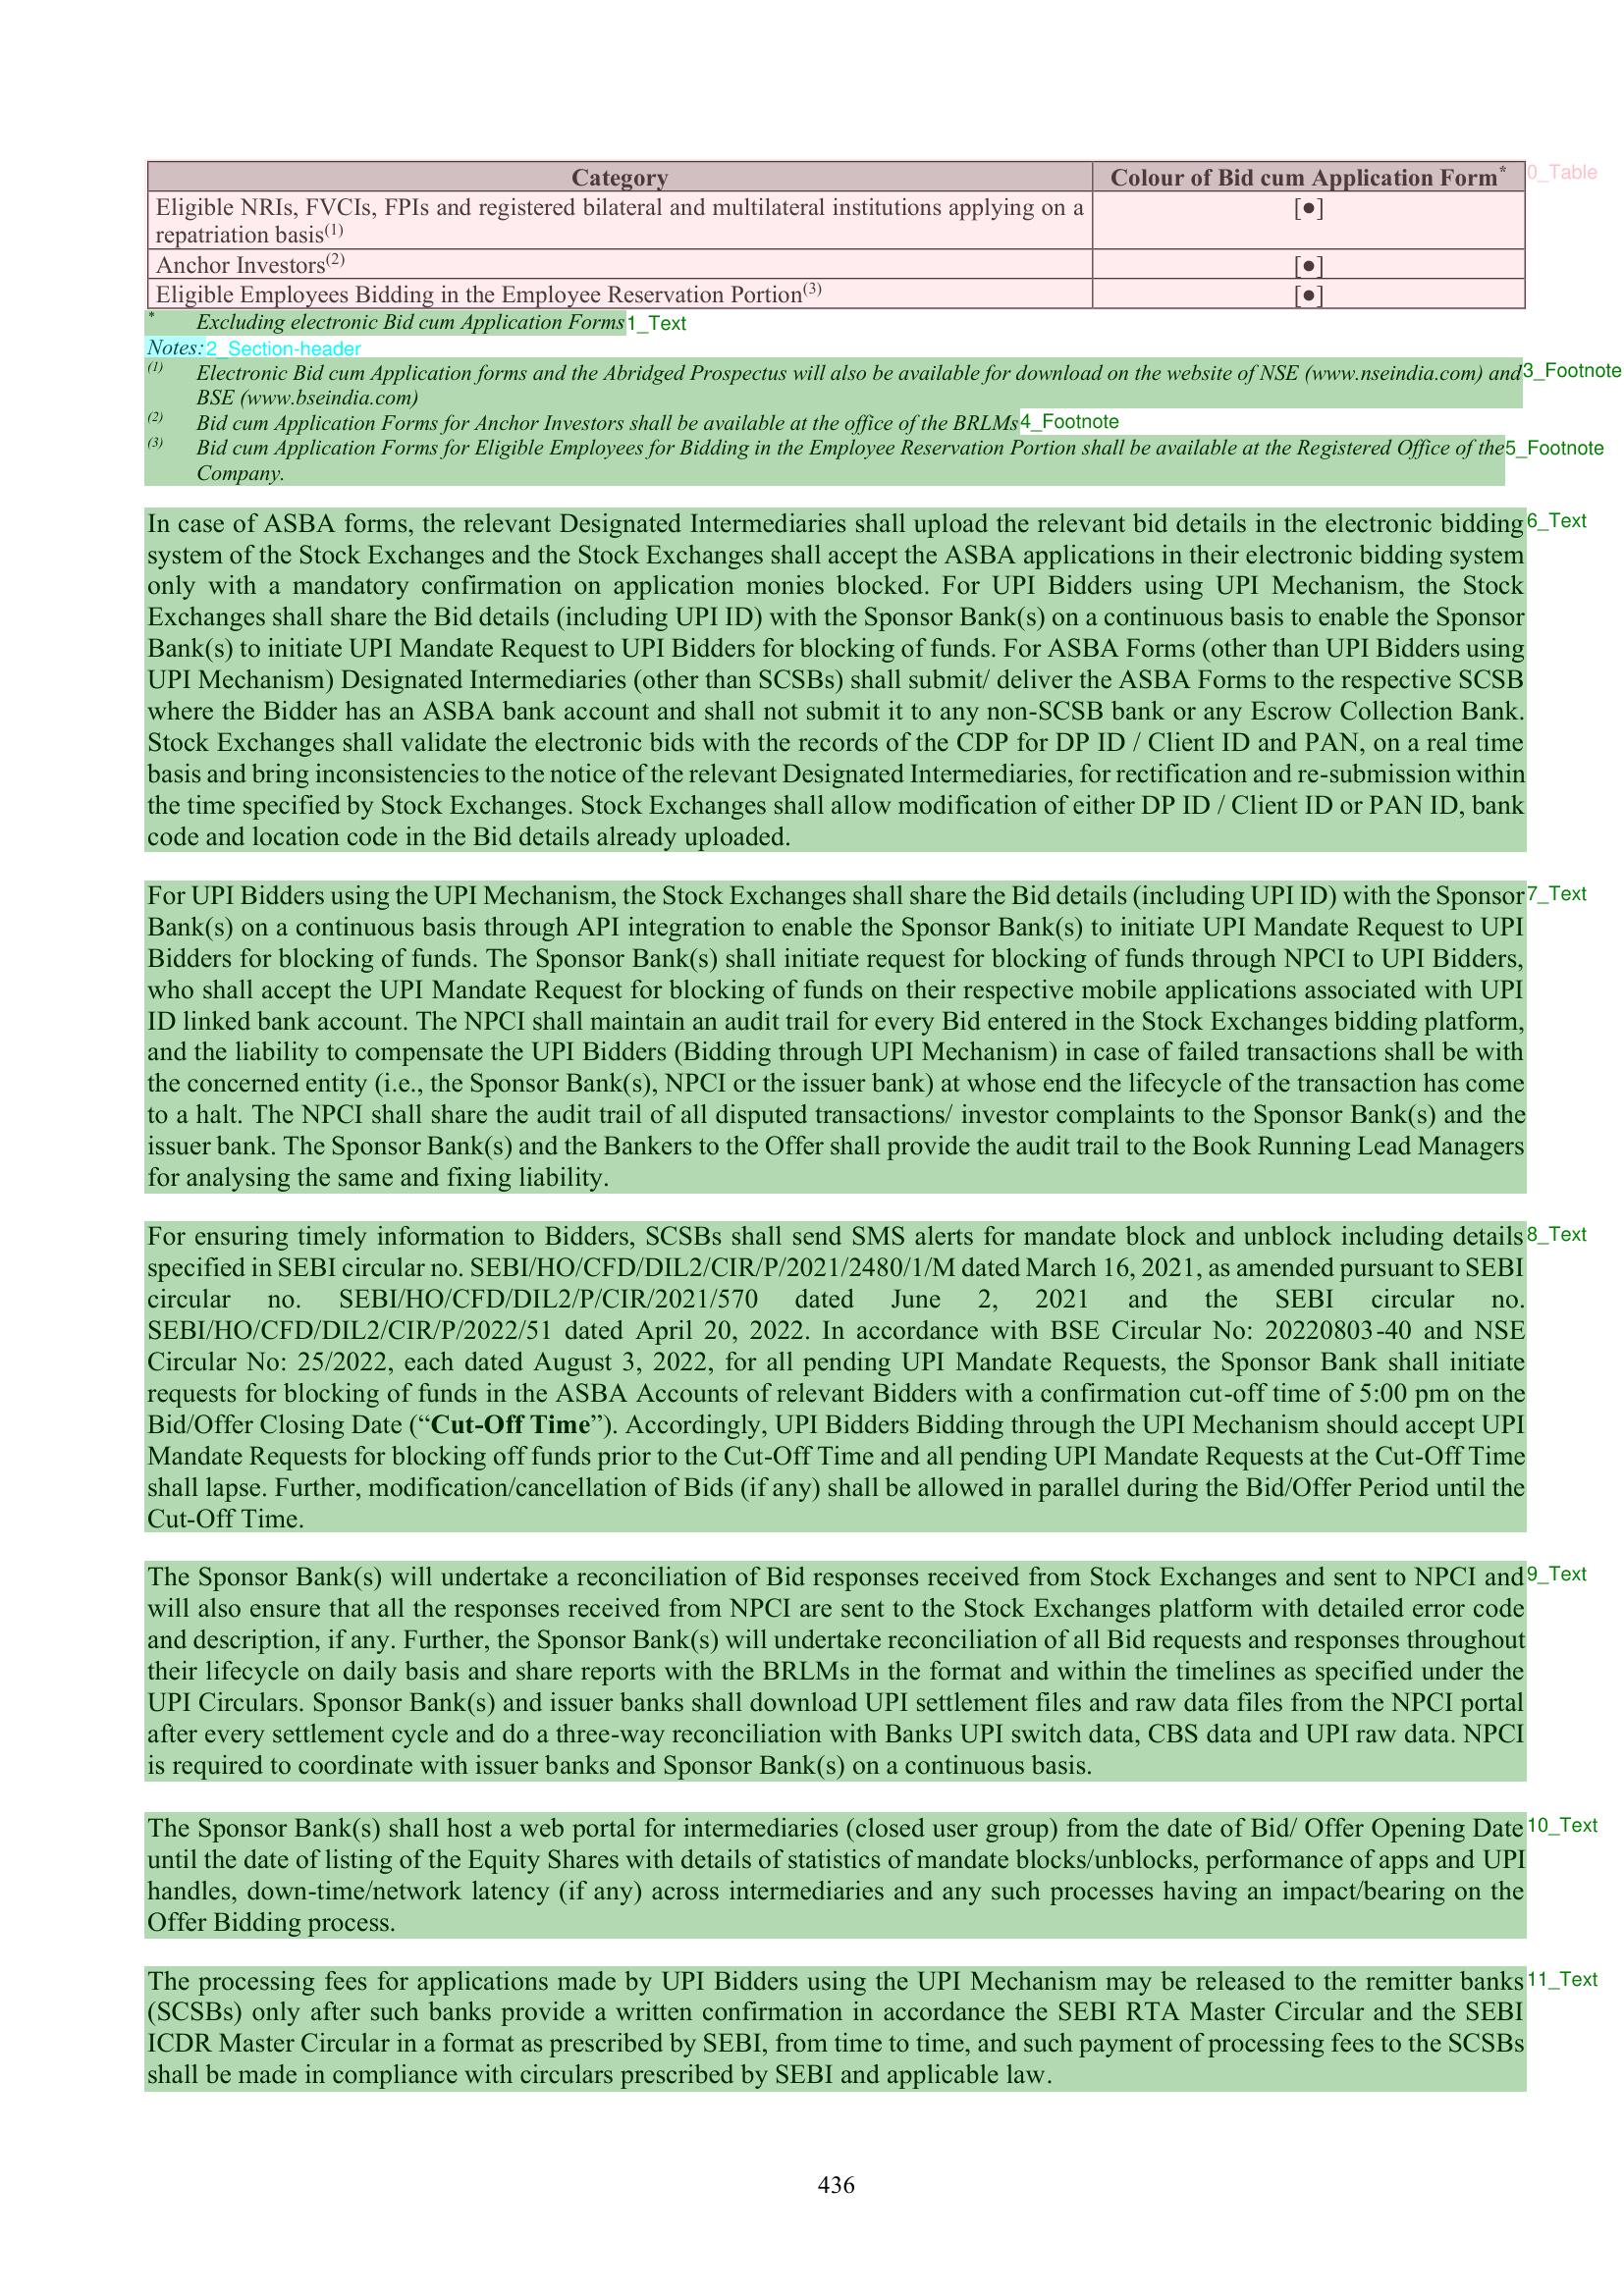 Category Colour of Bid cum Application Form* 0_Table
Eligible NRIs, FVCIs, FPIs and registered bilateral and multilateral institutions applying on a [●]
repatriation basis(1)
Anchor Investors(2) [●]
Eligible Employees Bidding in the Employee Reservation Portion(3) [●]
* Excluding electronic Bid cum Application Forms 1_Text
Notes: 2_Section-header
(1) Electronic Bid cum Application forms and the Abridged Prospectus will also be available for download on the website of NSE (www.nseindia.com) and 3_Footnote
BSE (www.bseindia.com)
(2) Bid cum Application Forms for Anchor Investors shall be available at the office of the BRLMs 4_Footnote
(3) Bid cum Application Forms for Eligible Employees for Bidding in the Employee Reservation Portion shall be available at the Registered Office of the 5_Footnote
Company.
In case of ASBA forms, the relevant Designated Intermediaries shall upload the relevant bid details in the electronic bidding 6_Text
system of the Stock Exchanges and the Stock Exchanges shall accept the ASBA applications in their electronic bidding system
only with a mandatory confirmation on application monies blocked. For UPI Bidders using UPI Mechanism, the Stock
Exchanges shall share the Bid details (including UPI ID) with the Sponsor Bank(s) on a continuous basis to enable the Sponsor
Bank(s) to initiate UPI Mandate Request to UPI Bidders for blocking of funds. For ASBA Forms (other than UPI Bidders using
UPI Mechanism) Designated Intermediaries (other than SCSBs) shall submit/ deliver the ASBA Forms to the respective SCSB
where the Bidder has an ASBA bank account and shall not submit it to any non-SCSB bank or any Escrow Collection Bank.
Stock Exchanges shall validate the electronic bids with the records of the CDP for DP ID / Client ID and PAN, on a real time
basis and bring inconsistencies to the notice of the relevant Designated Intermediaries, for rectification and re-submission within
the time specified by Stock Exchanges. Stock Exchanges shall allow modification of either DP ID / Client ID or PAN ID, bank
code and location code in the Bid details already uploaded.
For UPI Bidders using the UPI Mechanism, the Stock Exchanges shall share the Bid details (including UPI ID) with the Sponsor 7_Text
Bank(s) on a continuous basis through API integration to enable the Sponsor Bank(s) to initiate UPI Mandate Request to UPI
Bidders for blocking of funds. The Sponsor Bank(s) shall initiate request for blocking of funds through NPCI to UPI Bidders,
who shall accept the UPI Mandate Request for blocking of funds on their respective mobile applications associated with UPI
ID linked bank account. The NPCI shall maintain an audit trail for every Bid entered in the Stock Exchanges bidding platform,
and the liability to compensate the UPI Bidders (Bidding through UPI Mechanism) in case of failed transactions shall be with
the concerned entity (i.e., the Sponsor Bank(s), NPCI or the issuer bank) at whose end the lifecycle of the transaction has come
to a halt. The NPCI shall share the audit trail of all disputed transactions/ investor complaints to the Sponsor Bank(s) and the
issuer bank. The Sponsor Bank(s) and the Bankers to the Offer shall provide the audit trail to the Book Running Lead Managers
for analysing the same and fixing liability.
For ensuring timely information to Bidders, SCSBs shall send SMS alerts for mandate block and unblock including details 8_Text
specified in SEBI circular no. SEBI/HO/CFD/DIL2/CIR/P/2021/2480/1/M dated March 16, 2021, as amended pursuant to SEBI
circular no. SEBI/HO/CFD/DIL2/P/CIR/2021/570 dated June 2, 2021 and the SEBI circular no.
SEBI/HO/CFD/DIL2/CIR/P/2022/51 dated April 20, 2022. In accordance with BSE Circular No: 20220803-40 and NSE
Circular No: 25/2022, each dated August 3, 2022, for all pending UPI Mandate Requests, the Sponsor Bank shall initiate
requests for blocking of funds in the ASBA Accounts of relevant Bidders with a confirmation cut-off time of 5:00 pm on the
Bid/Offer Closing Date (“Cut-Off Time”). Accordingly, UPI Bidders Bidding through the UPI Mechanism should accept UPI
Mandate Requests for blocking off funds prior to the Cut-Off Time and all pending UPI Mandate Requests at the Cut-Off Time
shall lapse. Further, modification/cancellation of Bids (if any) shall be allowed in parallel during the Bid/Offer Period until the
Cut-Off Time.
The Sponsor Bank(s) will undertake a reconciliation of Bid responses received from Stock Exchanges and sent to NPCI and 9_Text
will also ensure that all the responses received from NPCI are sent to the Stock Exchanges platform with detailed error code
and description, if any. Further, the Sponsor Bank(s) will undertake reconciliation of all Bid requests and responses throughout
their lifecycle on daily basis and share reports with the BRLMs in the format and within the timelines as specified under the
UPI Circulars. Sponsor Bank(s) and issuer banks shall download UPI settlement files and raw data files from the NPCI portal
after every settlement cycle and do a three-way reconciliation with Banks UPI switch data, CBS data and UPI raw data. NPCI
is required to coordinate with issuer banks and Sponsor Bank(s) on a continuous basis.
The Sponsor Bank(s) shall host a web portal for intermediaries (closed user group) from the date of Bid/ Offer Opening Date 10_Text
until the date of listing of the Equity Shares with details of statistics of mandate blocks/unblocks, performance of apps and UPI
handles, down-time/network latency (if any) across intermediaries and any such processes having an impact/bearing on the
Offer Bidding process.
The processing fees for applications made by UPI Bidders using the UPI Mechanism may be released to the remitter banks 11_Text
(SCSBs) only after such banks provide a written confirmation in accordance the SEBI RTA Master Circular and the SEBI
ICDR Master Circular in a format as prescribed by SEBI, from time to time, and such payment of processing fees to the SCSBs
shall be made in compliance with circulars prescribed by SEBI and applicable law.
436